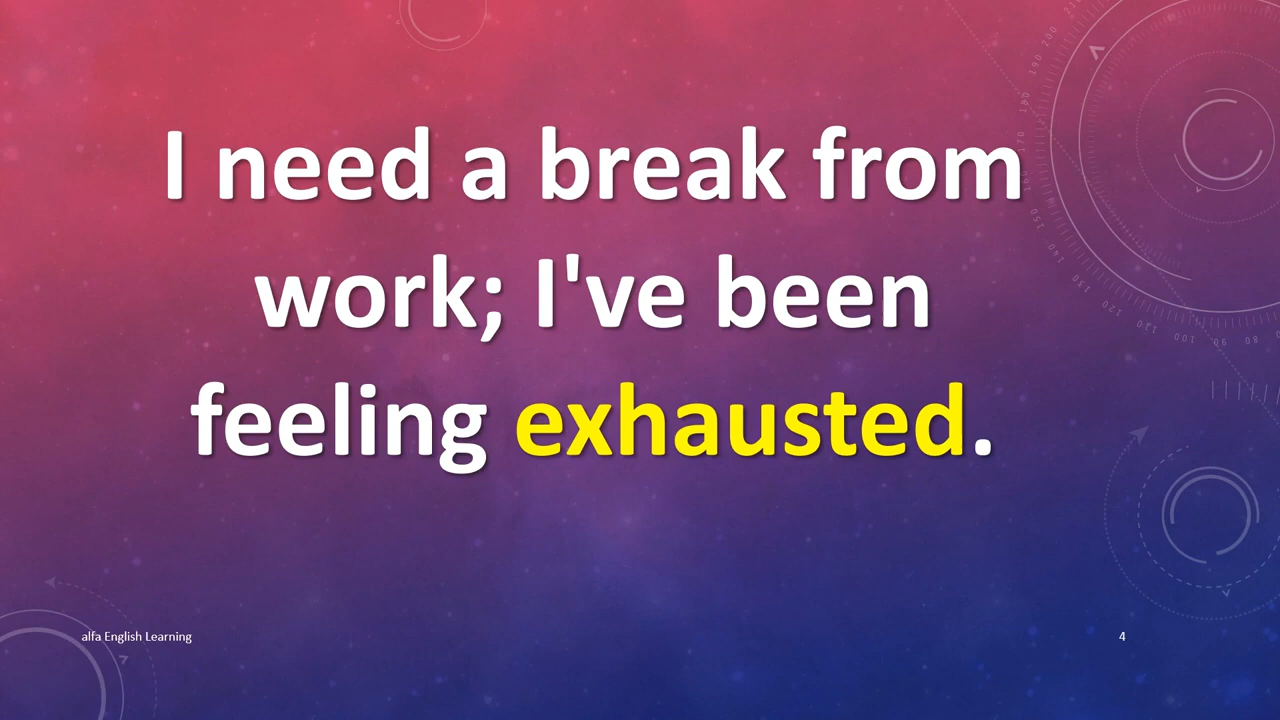 I need a break from
work; I've been
feeling exhausted.
alfa English Learning
4